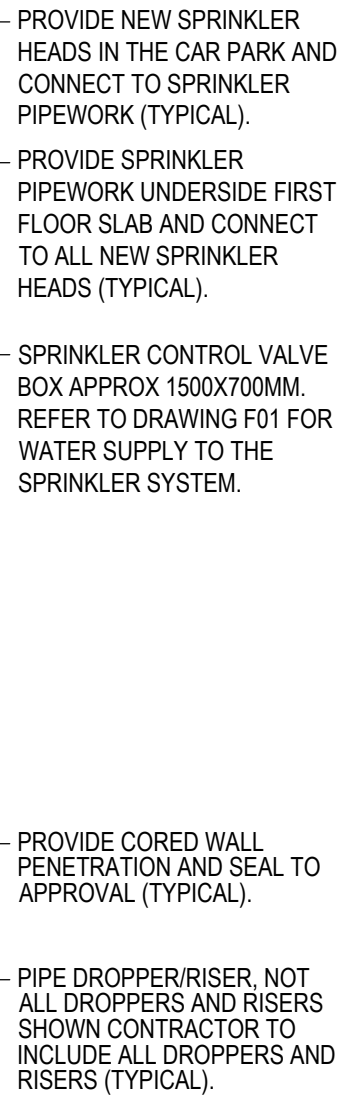 PROVIDE NEW SPRINKLER
HEADS IN THE CAR PARK AND
CONNECT TO SPRINKLER
PIPEWORK (TYPICAL).
PROVIDE SPRINKLER
PIPEWORK UNDERSIDE FIRST
FLOOR SLAB AND CONNECT
TO ALL NEW SPRINKLER
HEADS (TYPICAL).
SPRINKLER CONTROL VALVE
BOX APPROX 1500X700MM.
REFER TO DRAWING F01 FOR
WATER SUPPLY TO THE
SPRINKLER SYSTEM.
PROVIDE CORED WALL
PENETRATION AND SEAL TO
APPROVAL (TYPICAL).
PIPE DROPPER/RISER, NOT
ALL DROPPERS AND RISERS
SHOWN CONTRACTOR TO
INCLUDE ALL DROPPERS AND
RISERS (TYPICAL).